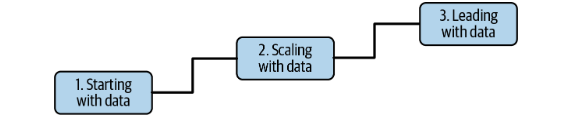 1. Starting
with data
2. Scaling
with data
3. Leading
with data